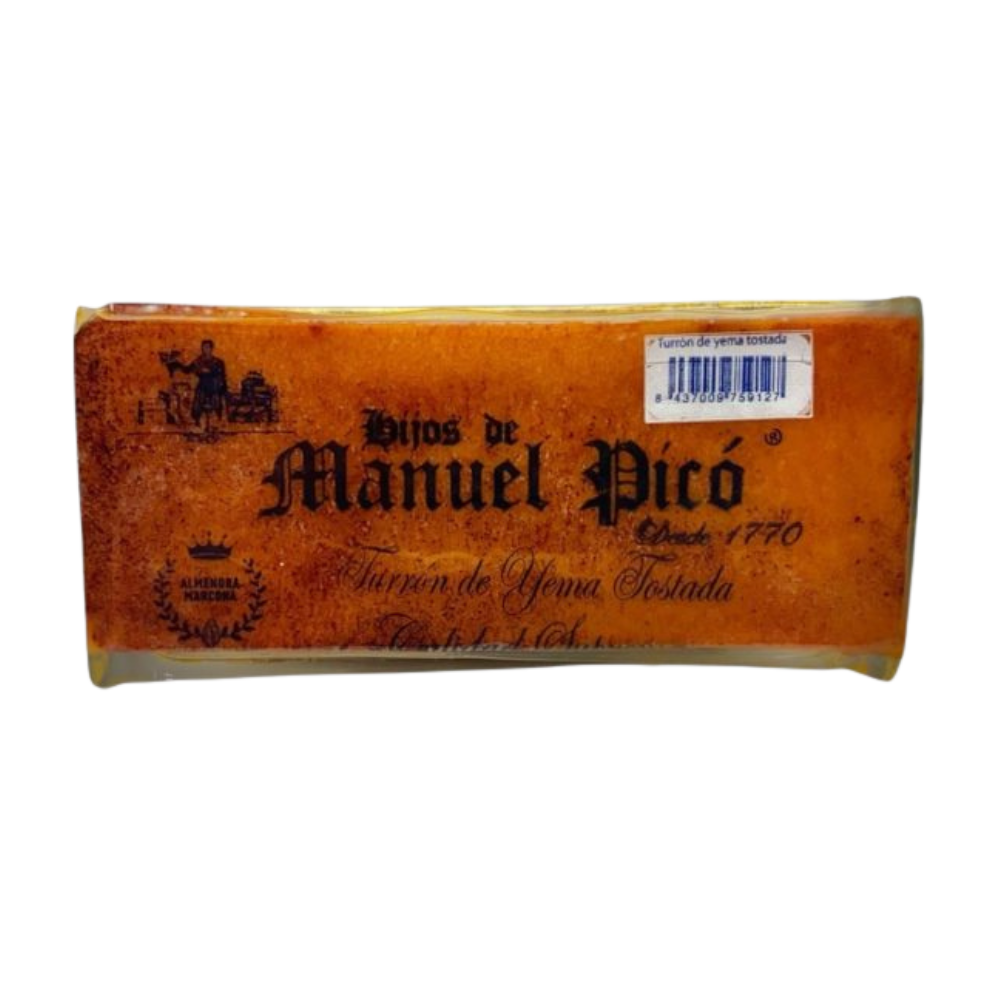 Turrón de yema tostada
8 437009 759127
Hijos de
Manuel Picó ®
Desde 1770
Turrón de Yema Tostada
ALMENDRA
MARCONA
Calidad